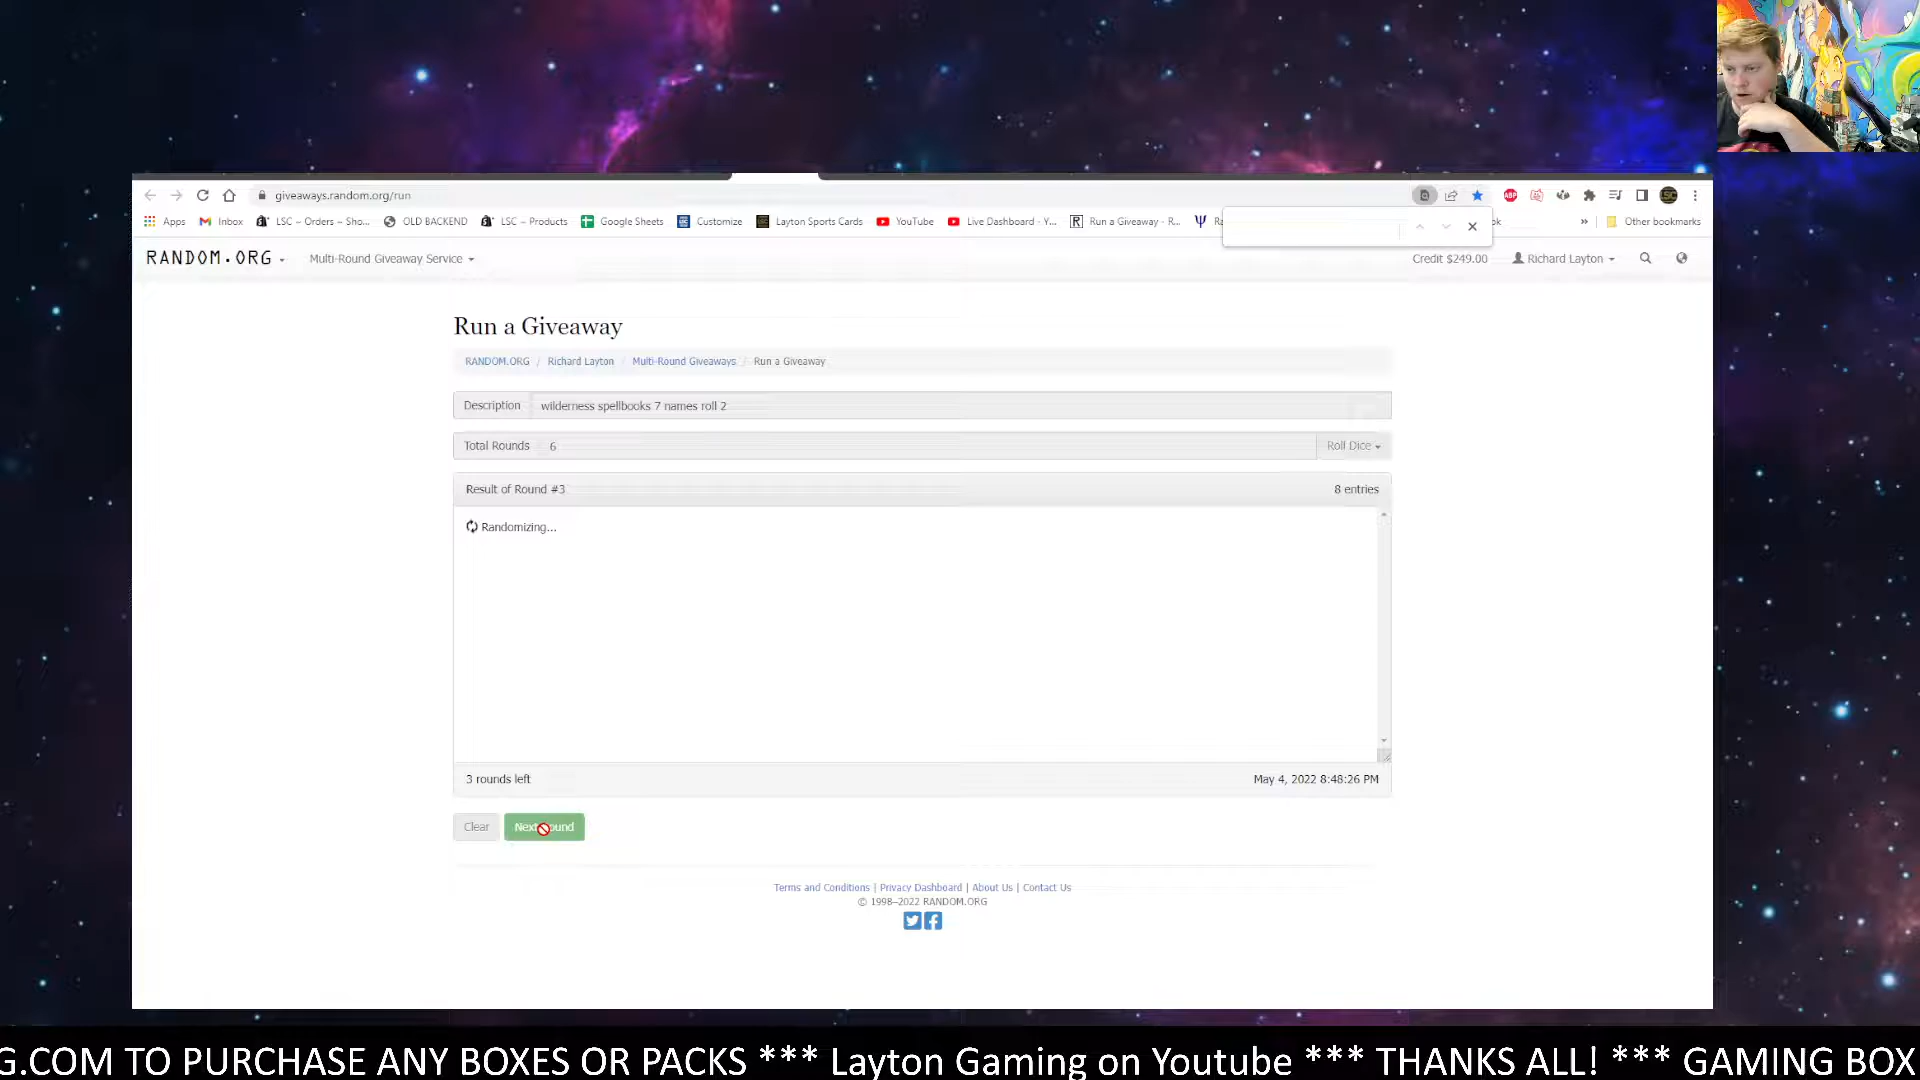 giveaways.random.org/run
Apps Inbox LSC – Orders – Sho... OLD BACKEND LSC – Products Google Sheets Customize Layton Sports Cards YouTube Live Dashboard - Y... Run a Giveaway - R... Other bookmarks
RANDOM.ORG Multi-Round Giveaway Service Credit $249.00 Richard Layton
Run a Giveaway
RANDOM.ORG / Richard Layton / Multi-Round Giveaways / Run a Giveaway
Description wilderness spellbooks 7 names roll 2
Total Rounds 6 Roll Dice
Result of Round #3 8 entries
Randomizing...
3 rounds left May 4, 2022 8:48:26 PM
Clear Next Round
Terms and Conditions | Privacy Dashboard | About Us | Contact Us
© 1998–2022 RANDOM.ORG
G.COM TO PURCHASE ANY BOXES OR PACKS *** Layton Gaming on Youtube *** THANKS ALL! *** GAMING BOX